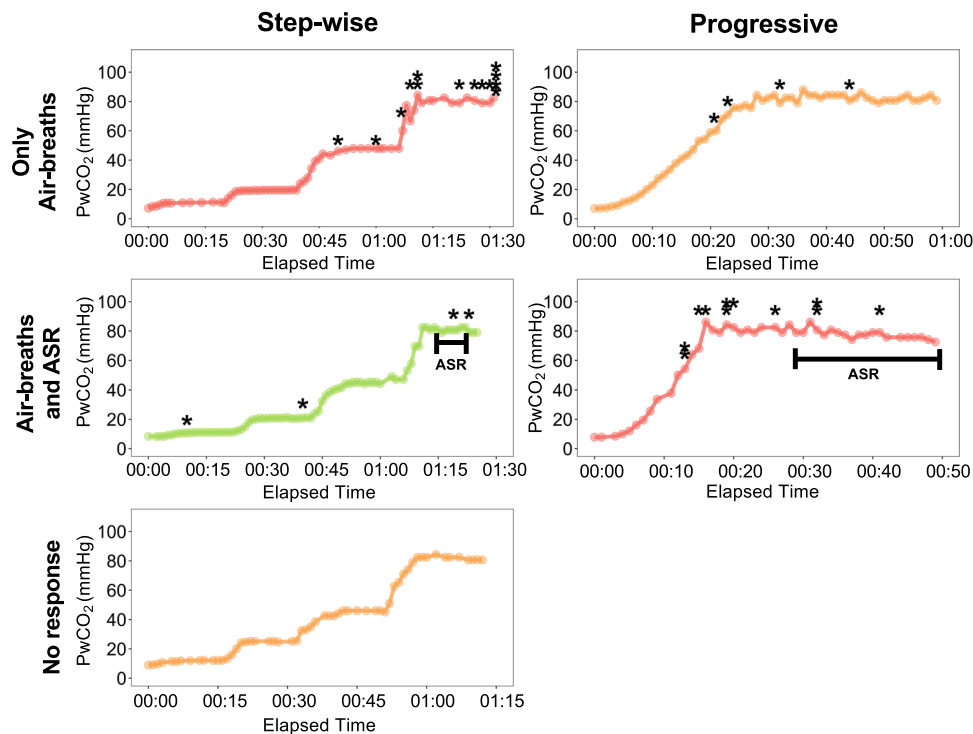 Step-wise
Progressive
Only
Air-breaths
PwCO2 (mmHg)
100
80
60
40
20
0
* * * * * * * * * * * * * * *
00:00 00:15 00:30 00:45 01:00 01:15 01:30
Elapsed Time
PwCO2 (mmHg)
100
80
60
40
20
0
* * * *
00:00 00:10 00:20 00:30 00:40 00:50 01:00
Elapsed Time
Air-breaths
and ASR
PwCO2 (mmHg)
100
80
60
40
20
0
* * * *
ASR
00:00 00:15 00:30 00:45 01:00 01:15 01:30
Elapsed Time
PwCO2 (mmHg)
100
80
60
40
20
0
* * * * * * * * * * *
ASR
00:00 00:10 00:20 00:30 00:40 00:50
Elapsed Time
No response
PwCO2 (mmHg)
100
80
60
40
20
0
00:00 00:15 00:30 00:45 01:00 01:15
Elapsed Time